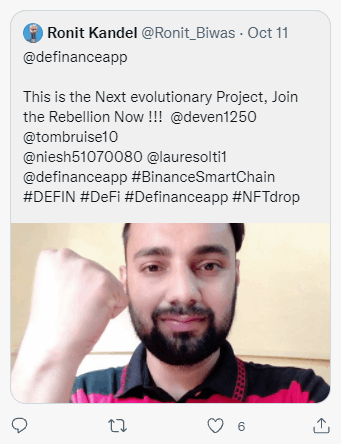 Ronit Kandel @Ronit_Biwas · Oct 11
@definanceapp
This is the Next evolutionary Project, Join
the Rebellion Now !!!  @deven1250
@tombruise10
@niesh51070080 @lauresolti1
@definanceapp #BinanceSmartChain
#DEFIN #DeFi #Definanceapp #NFTdrop
6